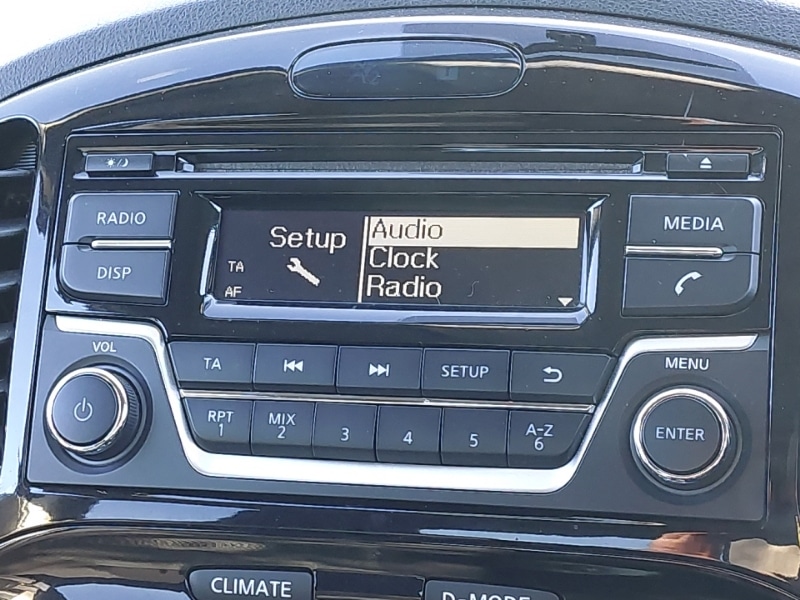 RADIO
DISP
Setup
TA
AF
Audio
Clock
Radio
MEDIA
VOL
TA
SETUP
MENU
RPT
1
MIX
2
3
4
5
A-Z
6
ENTER
CLIMATE
D-MODE